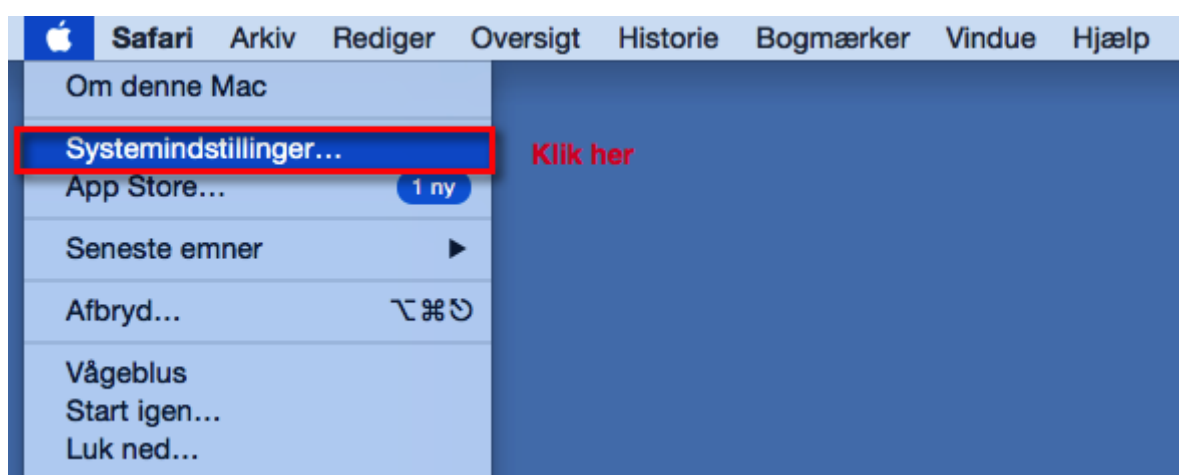 Safari Arkiv Rediger Oversigt Historie Bogmærker Vindue Hjælp
Om denne Mac
Systemindstillinger... Klik her
App Store... 1 ny
Seneste emner ▶
Afbryd... ⌥⌘⎋
Vågeblus
Start igen...
Luk ned...